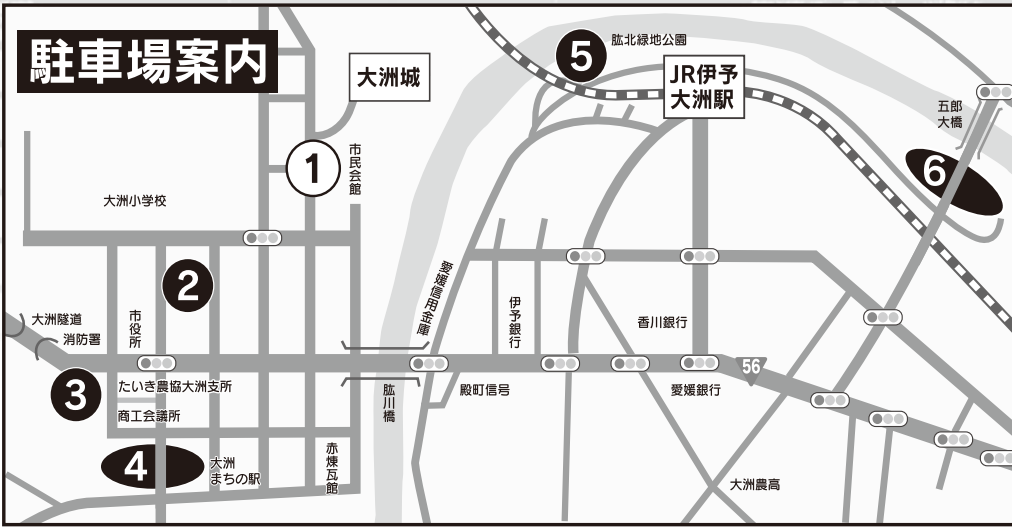 駐車場案内
大洲城
1
市民会館
大洲小学校
2
大洲隧道
消防署
市役所
3
たいき農協大洲支所
商工会議所
4
大洲
まちの駅
赤煉瓦館
肱川橋
愛媛信用金庫
殿町信号
伊予銀行
香川銀行
愛媛銀行
56
大洲農高
5
肱北緑地公園
JR伊予
大洲駅
五郎
大橋
6